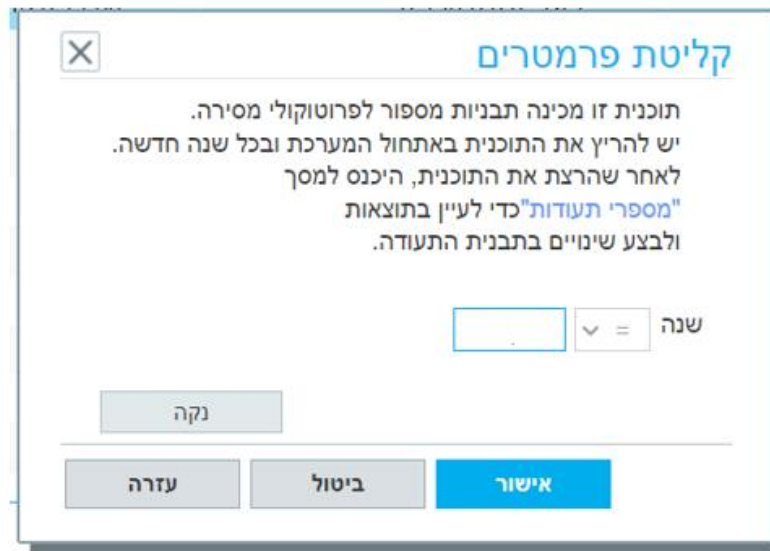 קליטת פרמטרים
תוכנית זו מכינה תבניות מספור לפרוטוקולי מסירה.
יש להריץ את התוכנית באתחול המערכת ובכל שנה חדשה.
לאחר שהרצת את התוכנית, היכנס למסך
"מספרי תעודות"כדי לעיין בתוצאות
ולבצע שינויים בתבנית התעודה.
שנה = .
נקה
אישור ביטול עזרה